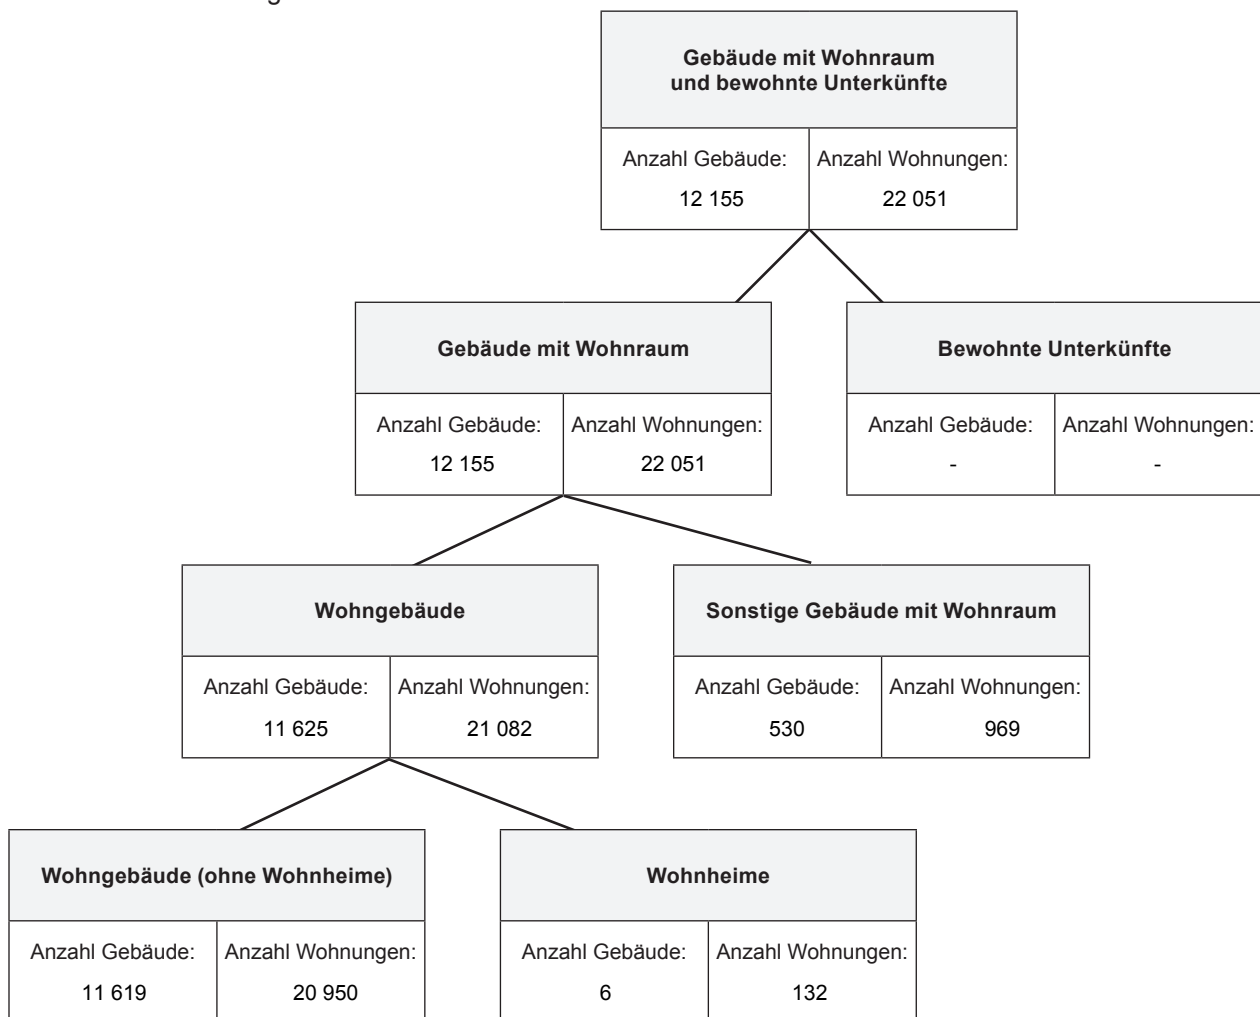 Gebäude mit Wohnraum
und bewohnte Unterkünfte
Anzahl Gebäude: Anzahl Wohnungen:
12 155 22 051
Gebäude mit Wohnraum
Anzahl Gebäude: Anzahl Wohnungen:
12 155 22 051
Bewohnte Unterkünfte
Anzahl Gebäude: Anzahl Wohnungen:
- -
Wohngebäude
Anzahl Gebäude: Anzahl Wohnungen:
11 625 21 082
Sonstige Gebäude mit Wohnraum
Anzahl Gebäude: Anzahl Wohnungen:
530 969
Wohngebäude (ohne Wohnheime)
Anzahl Gebäude: Anzahl Wohnungen:
11 619 20 950
Wohnheime
Anzahl Gebäude: Anzahl Wohnungen:
6 132